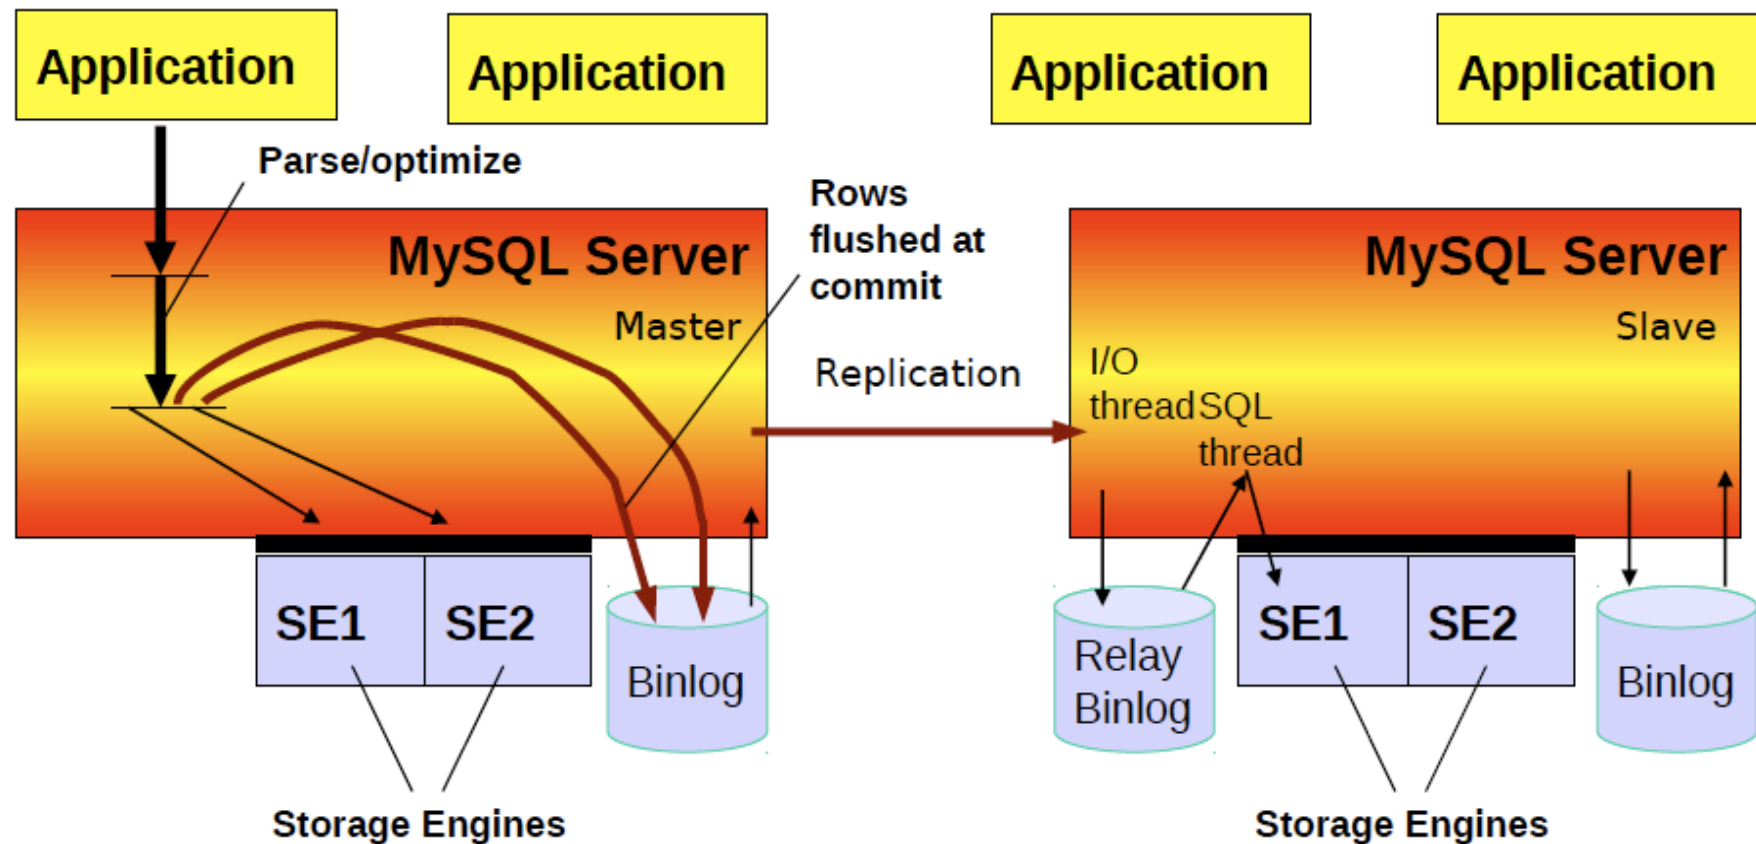 Application
Application
Application
Application
Parse/optimize
Rows
flushed at
commit
MySQL Server
Master
MySQL Server
Slave
Replication
I/O
thread
SQL
thread
SE1
SE2
Binlog
Relay
Binlog
SE1
SE2
Binlog
Storage Engines
Storage Engines